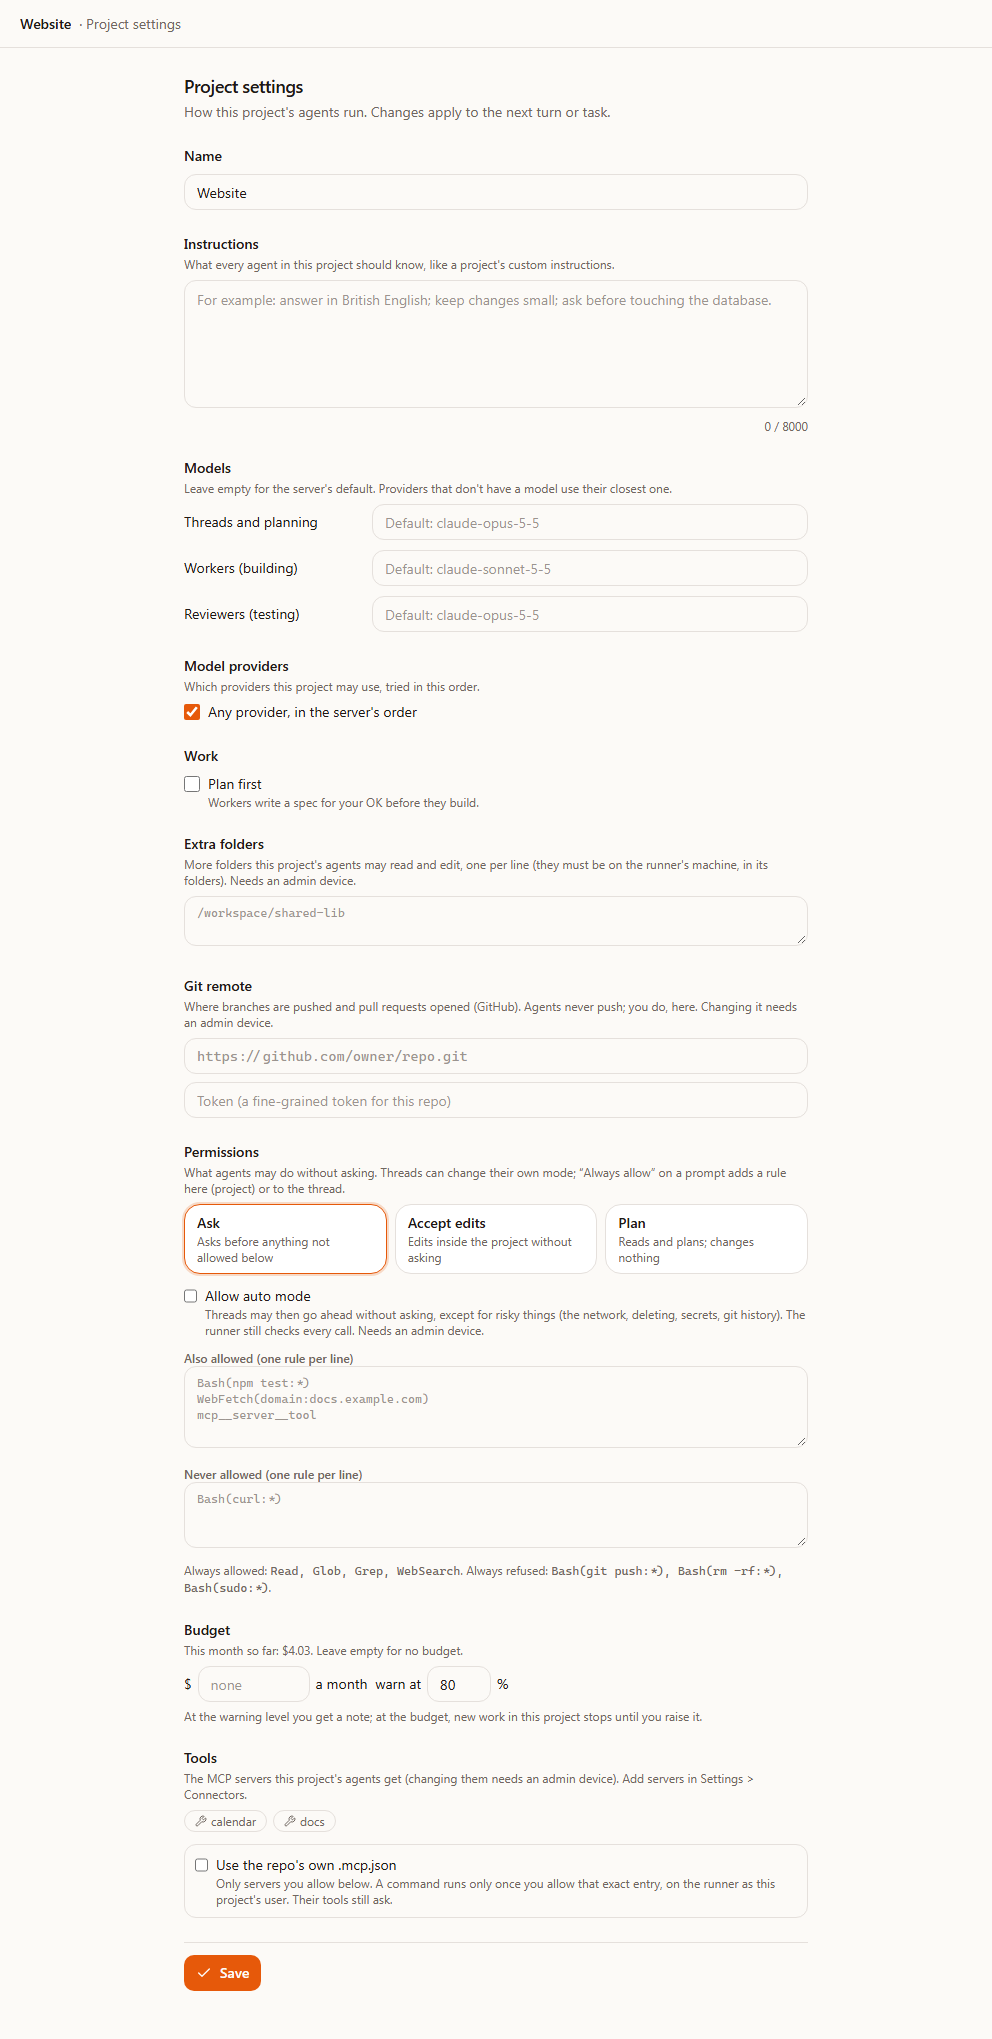 Website · Project settings
Project settings
How this project's agents run. Changes apply to the next turn or task.
Name
Website
Instructions
What every agent in this project should know, like a project's custom instructions.
For example: answer in British English; keep changes small; ask before touching the database.
0 / 8000
Models
Leave empty for the server's default. Providers that don't have a model use their closest one.
Threads and planning
Default: claude-opus-5-5
Workers (building)
Default: claude-sonnet-5-5
Reviewers (testing)
Default: claude-opus-5-5
Model providers
Which providers this project may use, tried in this order.
Any provider, in the server's order
Work
Plan first
Workers write a spec for your OK before they build.
Extra folders
More folders this project's agents may read and edit, one per line (they must be on the runner's machine, in its
folders). Needs an admin device.
/workspace/shared-lib
Git remote
Where branches are pushed and pull requests opened (GitHub). Agents never push; you do, here. Changing it needs
an admin device.
https://github.com/owner/repo.git
Token (a fine-grained token for this repo)
Permissions
What agents may do without asking. Threads can change their own mode; “Always allow” on a prompt adds a rule
here (project) or to the thread.
Ask
Asks before anything not
allowed below
Accept edits
Edits inside the project without
asking
Plan
Reads and plans; changes
nothing
Allow auto mode
Threads may then go ahead without asking, except for risky things (the network, deleting, secrets, git history). The
runner still checks every call. Needs an admin device.
Also allowed (one rule per line)
Bash(npm test:*)
WebFetch(domain:docs.example.com)
mcp__server__tool
Never allowed (one rule per line)
Bash(curl:*)
Always allowed: Read, Glob, Grep, WebSearch. Always refused: Bash(git push:*), Bash(rm -rf:*),
Bash(sudo:*).
Budget
This month so far: $4.03. Leave empty for no budget.
$ none a month warn at 80 %
At the warning level you get a note; at the budget, new work in this project stops until you raise it.
Tools
The MCP servers this project's agents get (changing them needs an admin device). Add servers in Settings >
Connectors.
calendar docs
Use the repo's own .mcp.json
Only servers you allow below. A command runs only once you allow that exact entry, on the runner as this
project's user. Their tools still ask.
Save